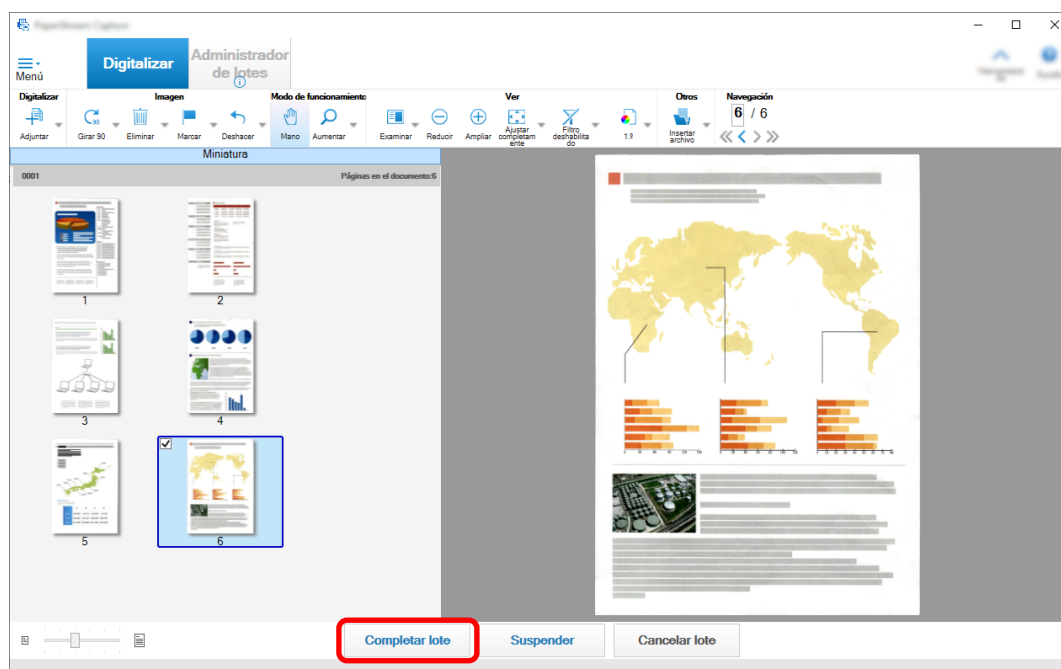 PaperStream Capture
Menú
Digitalizar
Administrador
de lotes
Digitalizar
Imagen
Modo de funcionamiento
Ver
Otros
Navegación
Adjuntar
Girar 90
Eliminar
Marcar
Deshacer
Mano
Aumentar
Examinar
Reducir
Ampliar
Ajustar
completam
ente
Filtro
deshabilita
do
1.º
Insertar
archivo
6 / 6
Miniatura
0001
Páginas en el documento:6
1
2
3
4
5
6
Completar lote
Suspender
Cancelar lote